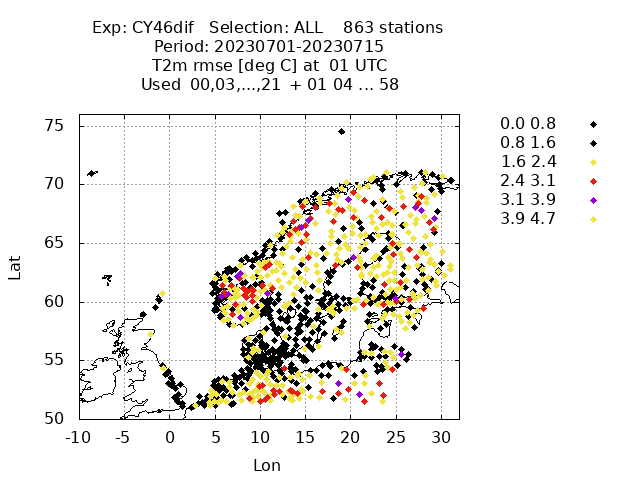 Exp: CY46dif   Selection: ALL    863 stations
Period: 20230701-20230715
T2m rmse [deg C] at  01 UTC
Used  00,03,...,21  + 01 04 ... 58
75
70
65
60
55
50
Lat
-10 -5 0 5 10 15 20 25 30
Lon
0.0 0.8
0.8 1.6
1.6 2.4
2.4 3.1
3.1 3.9
3.9 4.7